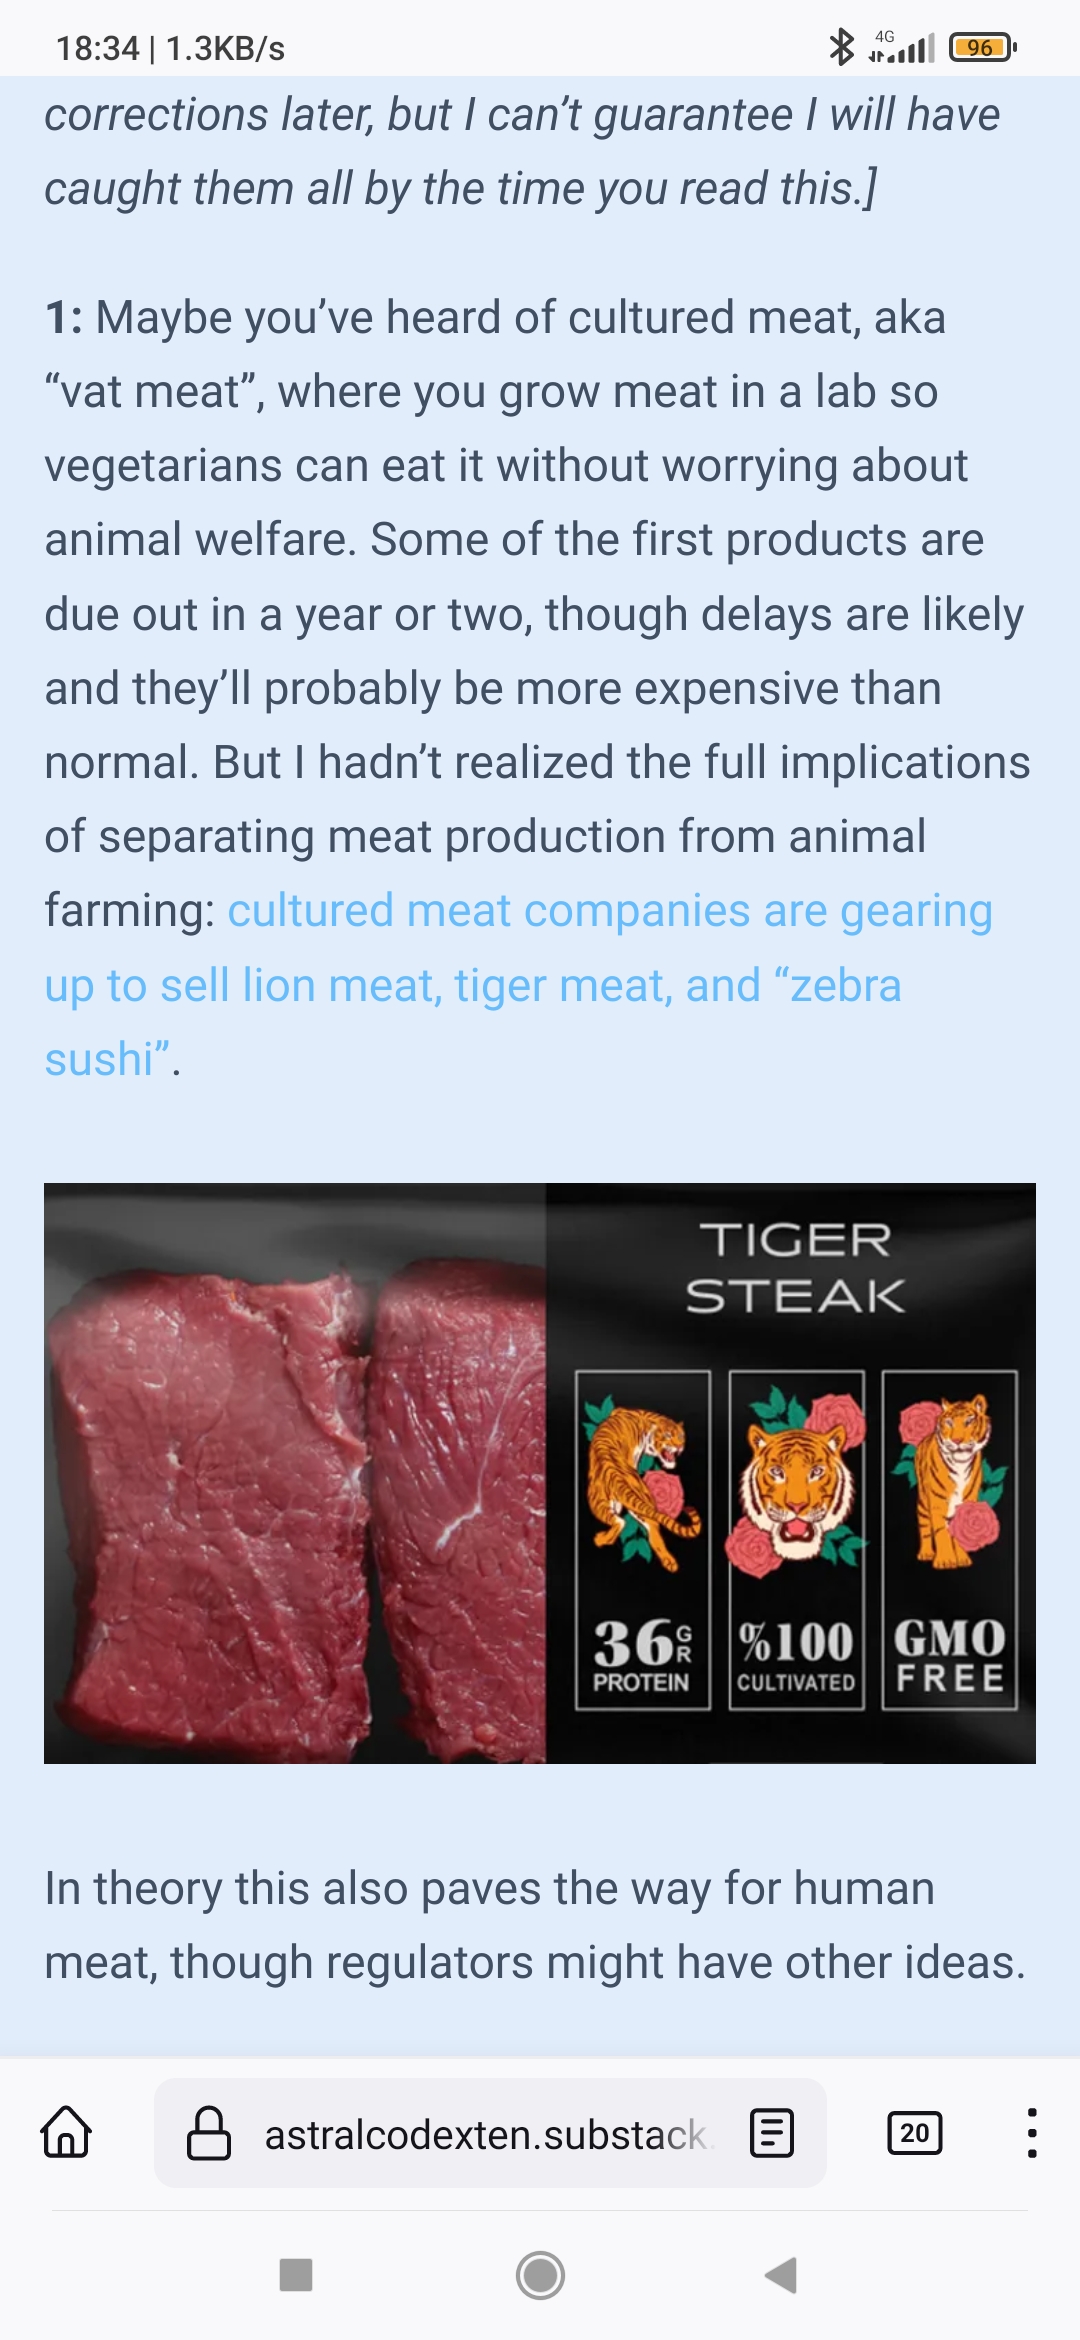 18:34 | 1.3KB/s
4G
96
corrections later, but I can’t guarantee I will have
caught them all by the time you read this.]
1: Maybe you’ve heard of cultured meat, aka
“vat meat”, where you grow meat in a lab so
vegetarians can eat it without worrying about
animal welfare. Some of the first products are
due out in a year or two, though delays are likely
and they’ll probably be more expensive than
normal. But I hadn’t realized the full implications
of separating meat production from animal
farming: cultured meat companies are gearing
up to sell lion meat, tiger meat, and “zebra
sushi”.
TIGER
STEAK
36GR
PROTEIN
%100
CULTIVATED
GMO
FREE
In theory this also paves the way for human
meat, though regulators might have other ideas.
astralcodexten.substack.
20